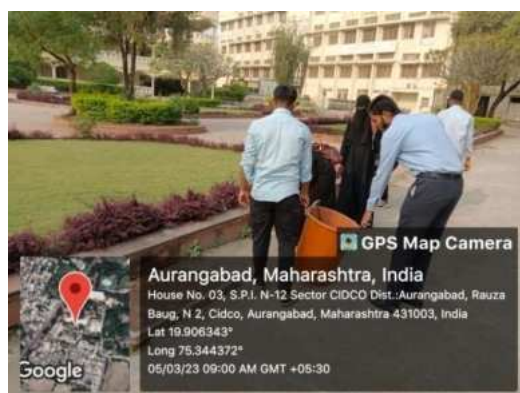 GPS Map Camera
Aurangabad, Maharashtra, India
House No. 03, S.P.I. N-12 Sector CIDCO Dist.:Aurangabad, Rauza
Baug, N 2, Cidco, Aurangabad, Maharashtra 431003, India
Lat 19.906343°
Long 75.344372°
05/03/23 09:00 AM GMT +05:30
Google